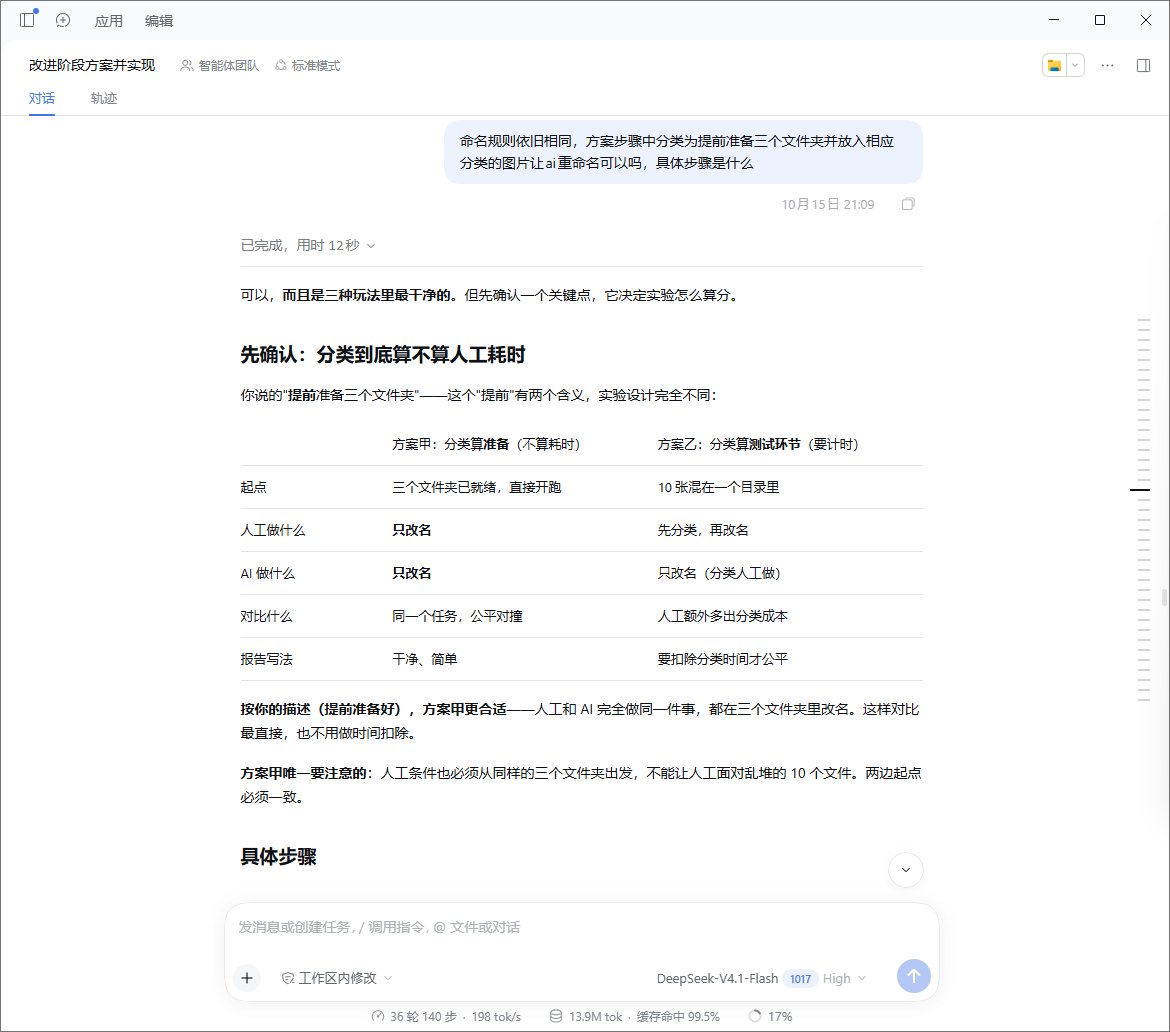 应用 编辑
改进阶段方案并实现 智能体团队 标准模式
对话 轨迹
命名规则依旧相同，方案步骤中分类为提前准备三个文件夹并放入相应
分类的图片让ai重命名可以吗，具体步骤是什么
10月15日 21:09
已完成，用时 12秒
可以，而且是三种玩法里最干净的。但先确认一个关键点，它决定实验怎么算分。
先确认：分类到底算不算人工耗时
你说的"提前准备三个文件夹"——这个"提前"有两个含义，实验设计完全不同：
方案甲：分类算准备（不算耗时） 方案乙：分类算测试环节（要计时）
起点 三个文件夹已就绪，直接开跑 10 张混在一个目录里
人工做什么 只改名 先分类，再改名
AI 做什么 只改名 只改名（分类人工做）
对比什么 同一个任务，公平对撞 人工额外多出分类成本
报告写法 干净、简单 要扣除分类时间才公平
按你的描述（提前准备好），方案甲更合适——人工和 AI 完全做同一件事，都在三个文件夹里改名。这样对比
最直接，也不用做时间扣除。
方案甲唯一要注意的：人工条件也必须从同样的三个文件夹出发，不能让人工面对乱堆的 10 个文件。两边起点
必须一致。
具体步骤
发消息或创建任务, / 调用指令, @ 文件或对话
工作区内修改 DeepSeek-V4.1-Flash 1017 High
36 轮 140 步 · 198 tok/s 13.9M tok · 缓存命中 99.5% 17%